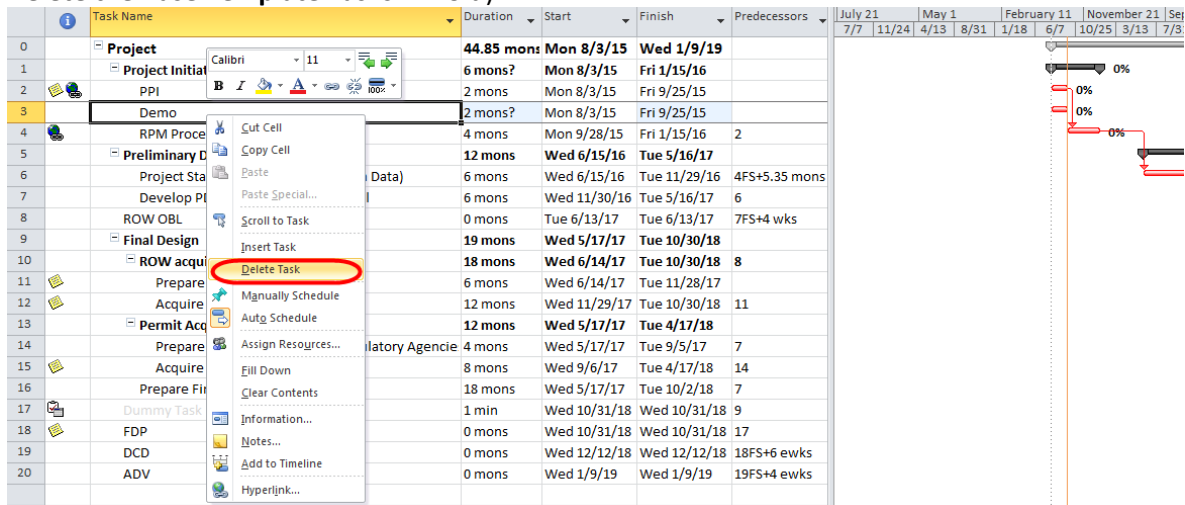 Task Name Duration Start Finish Predecessors July 21 May 1 February 11 November 21 Sep
7/7 11/24 4/13 8/31 1/18 6/7 10/25 3/13 7/31
0 Project 44.85 mons Mon 8/3/15 Wed 1/9/19
Calibri 11
1 Project Initiat 6 mons? Mon 8/3/15 Fri 1/15/16 0%
B I A 100%
2 PPI 2 mons Mon 8/3/15 Fri 9/25/15 0%
3 Demo 2 mons? Mon 8/3/15 Fri 9/25/15 0%
Cut Cell
4 RPM Proce 4 mons Mon 9/28/15 Fri 1/15/16 2 0%
Copy Cell
5 Preliminary D 12 mons Wed 6/15/16 Tue 5/16/17
Paste
6 Project Sta Data) 6 mons Wed 6/15/16 Tue 11/29/16 4FS+5.35 mons
Paste Special...
7 Develop Pl 6 mons Wed 11/30/16 Tue 5/16/17 6
8 ROW OBL 0 mons Tue 6/13/17 Tue 6/13/17 7FS+4 wks
Scroll to Task
9 Final Design 19 mons Wed 5/17/17 Tue 10/30/18
Insert Task
10 ROW acqui 18 mons Wed 6/14/17 Tue 10/30/18 8
Delete Task
11 Prepare 6 mons Wed 6/14/17 Tue 11/28/17
Manually Schedule
12 Acquire 12 mons Wed 11/29/17 Tue 10/30/18 11
Auto Schedule
13 Permit Acq 12 mons Wed 5/17/17 Tue 4/17/18
Assign Resources...
14 Prepare ulatory Agencie 4 mons Wed 5/17/17 Tue 9/5/17 7
Fill Down
15 Acquire 8 mons Wed 9/6/17 Tue 4/17/18 14
Clear Contents
16 Prepare Fir 18 mons Wed 5/17/17 Tue 10/2/18 7
17 Dummy Task 1 min Wed 10/31/18 Wed 10/31/18 9
Information...
18 FDP 0 mons Wed 10/31/18 Wed 10/31/18 17
Notes...
19 DCD 0 mons Wed 12/12/18 Wed 12/12/18 18FS+6 ewks
Add to Timeline
20 ADV 0 mons Wed 1/9/19 Wed 1/9/19 19FS+4 ewks
Hyperlink...